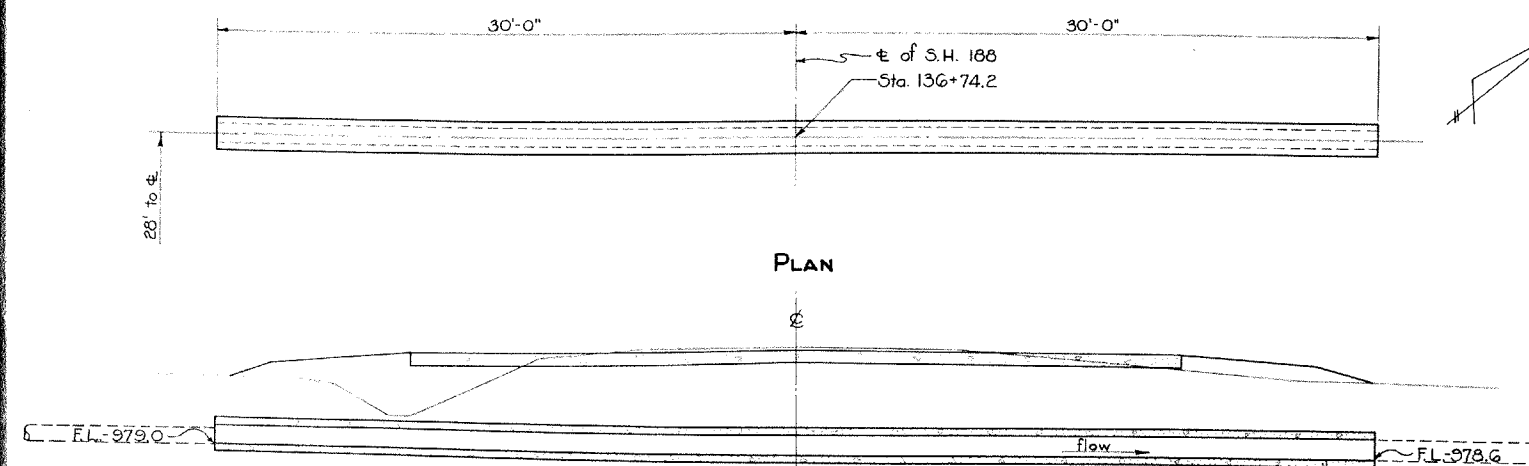 30'-0"
30'-0"
℄ of S.H. 188
Sta. 136+74.2
28' to ℄
PLAN
℄
F.L.-979.0
flow
F.L-978.6